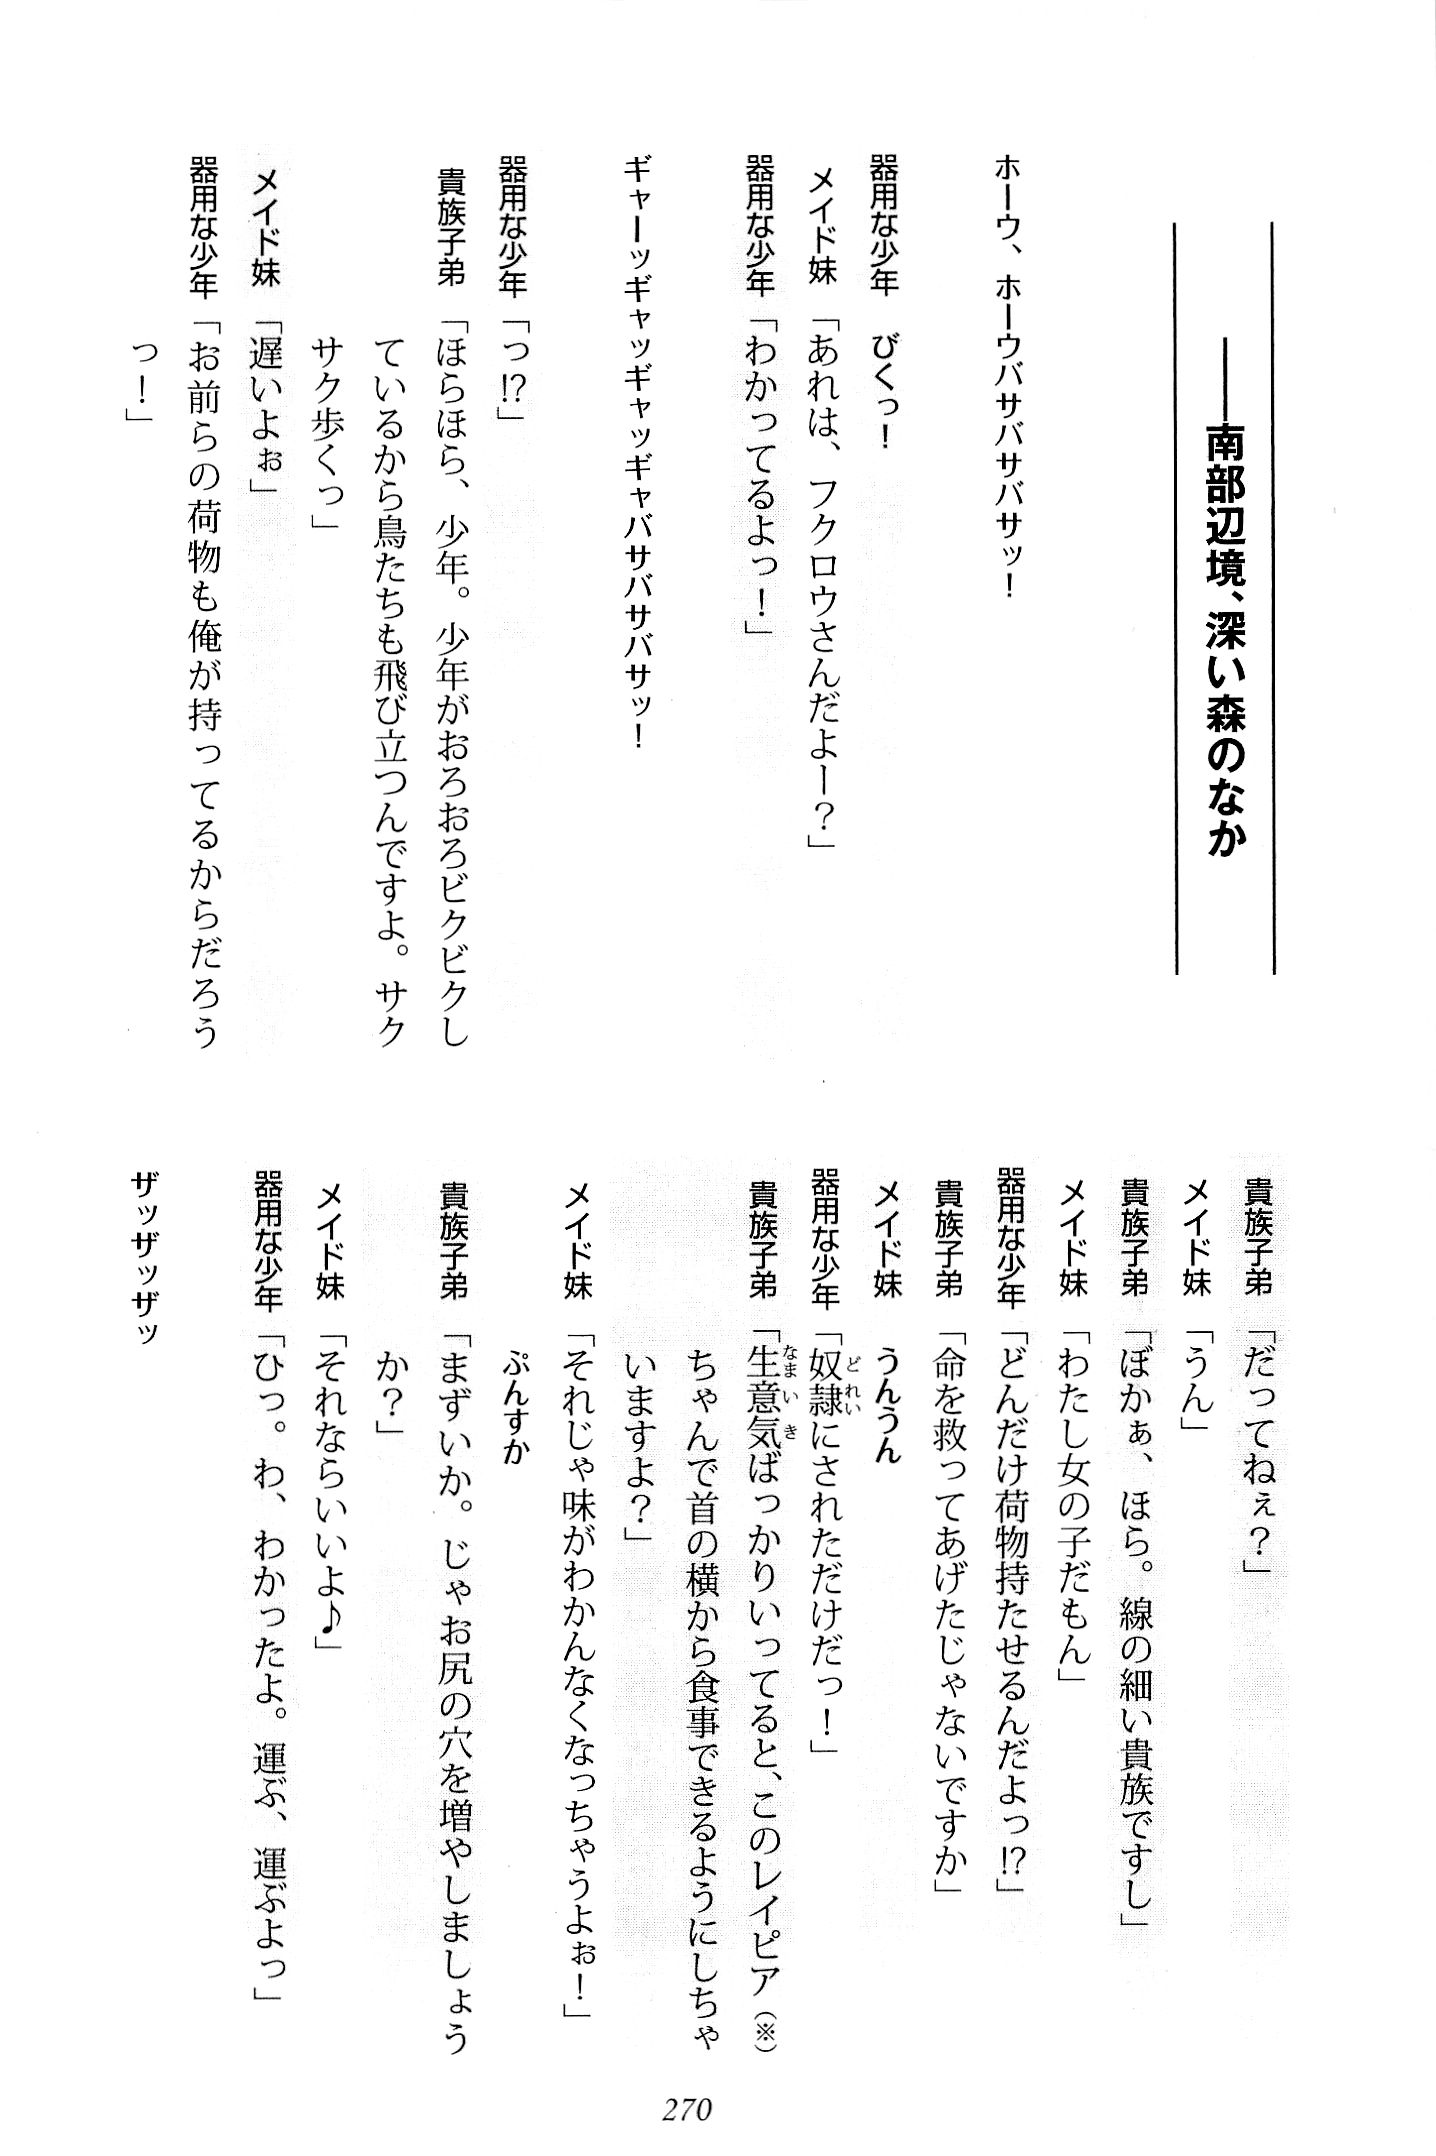 ――南部辺境、深い森のなか
ホーウ、ホーウバサバサバサッ！
器用な少年　びくっ！
メイド妹「あれは、フクロウさんだよー？」
器用な少年「わかってるよっ！」
ギャーッギャッギャッギャバサバサバサッ！
器用な少年「っ!?」
貴族子弟「ほらほら、少年。少年がおろおろビクビクし
ているから鳥たちも飛び立つんですよ。サク
サク歩くっ」
メイド妹「遅いよぉ」
器用な少年「お前らの荷物も俺が持ってるからだろう
っ！」
貴族子弟「だってねぇ？」
メイド妹「うん」
貴族子弟「ぼかぁ、ほら。線の細い貴族ですし」
メイド妹「わたし女の子だもん」
器用な少年「どんだけ荷物持たせるんだよっ!?」
貴族子弟「命を救ってあげたじゃないですか」
メイド妹　うんうん
器用な少年「奴隷にされただけだっ！」
貴族子弟「生意気ばっかりいってると、このレイピア（※）
ちゃんで首の横から食事できるようにしちゃ
いますよ？」
メイド妹「それじゃ味がわかんなくなっちゃうよぉ！」
ぷんすか
貴族子弟「まずいか。じゃお尻の穴を増やしましょう
か？」
メイド妹「それならいいよ♪」
器用な少年「ひっ。わ、わかったよ。運ぶ、運ぶよっ」
ザッザッザッ
270